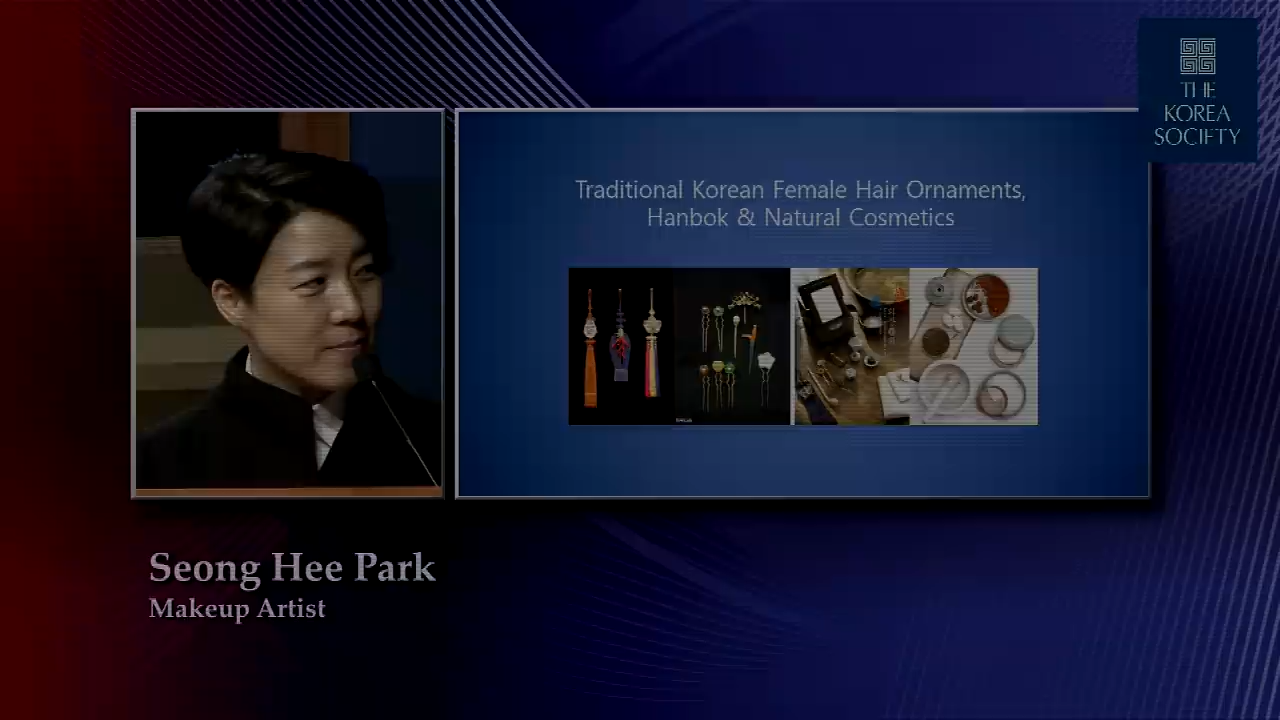 THE
KOREA
SOCIETY
Traditional Korean Female Hair Ornaments,
Hanbok & Natural Cosmetics
Seong Hee Park
Makeup Artist